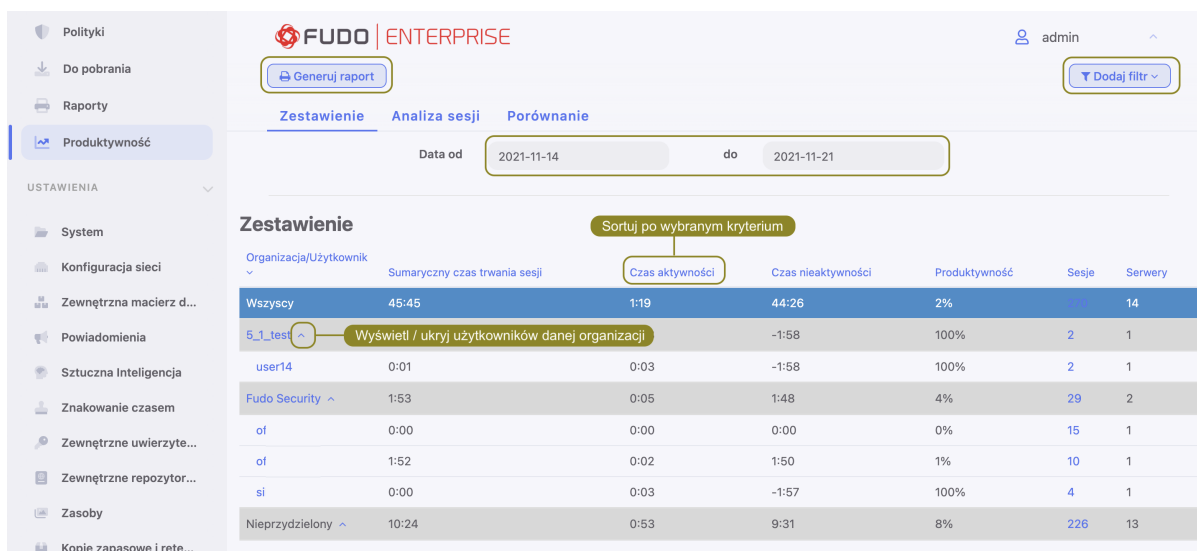 Polityki
FUDO ENTERPRISE
admin
Do pobrania
Generuj raport
Dodaj filtr
Raporty
Zestawienie Analiza sesji Porównanie
Produktywność
Data od 2021-11-14 do 2021-11-21
USTAWIENIA
System
Konfiguracja sieci
Zewnętrzna macierz d...
Powiadomienia
Sztuczna Inteligencja
Znakowanie czasem
Zewnętrzne uwierzyte...
Zewnętrzne repozytor...
Zasoby
Kopie zapasowe i rete...
Zestawienie
Sortuj po wybranym kryterium
Organizacja/Użytkownik Sumaryczny czas trwania sesji Czas aktywności Czas nieaktywności Produktywność Sesje Serwery
Wszyscy 45:45 1:19 44:26 2% 270 14
5_1_test Wyświetl / ukryj użytkowników danej organizacji -1:58 100% 2 1
user14 0:01 0:03 -1:58 100% 2 1
Fudo Security 1:53 0:05 1:48 4% 29 2
of 0:00 0:00 0:00 0% 15 1
of 1:52 0:02 1:50 1% 10 1
si 0:00 0:03 -1:57 100% 4 1
Nieprzydzielony 10:24 0:53 9:31 8% 226 13